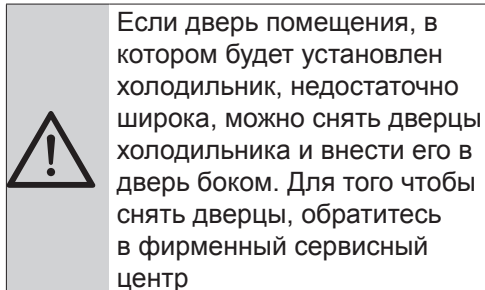 Если дверь помещения, в
котором будет установлен
холодильник, недостаточно
широка, можно снять дверцы
холодильника и внести его в
дверь боком. Для того чтобы
снять дверцы, обратитесь
в фирменный сервисный
центр